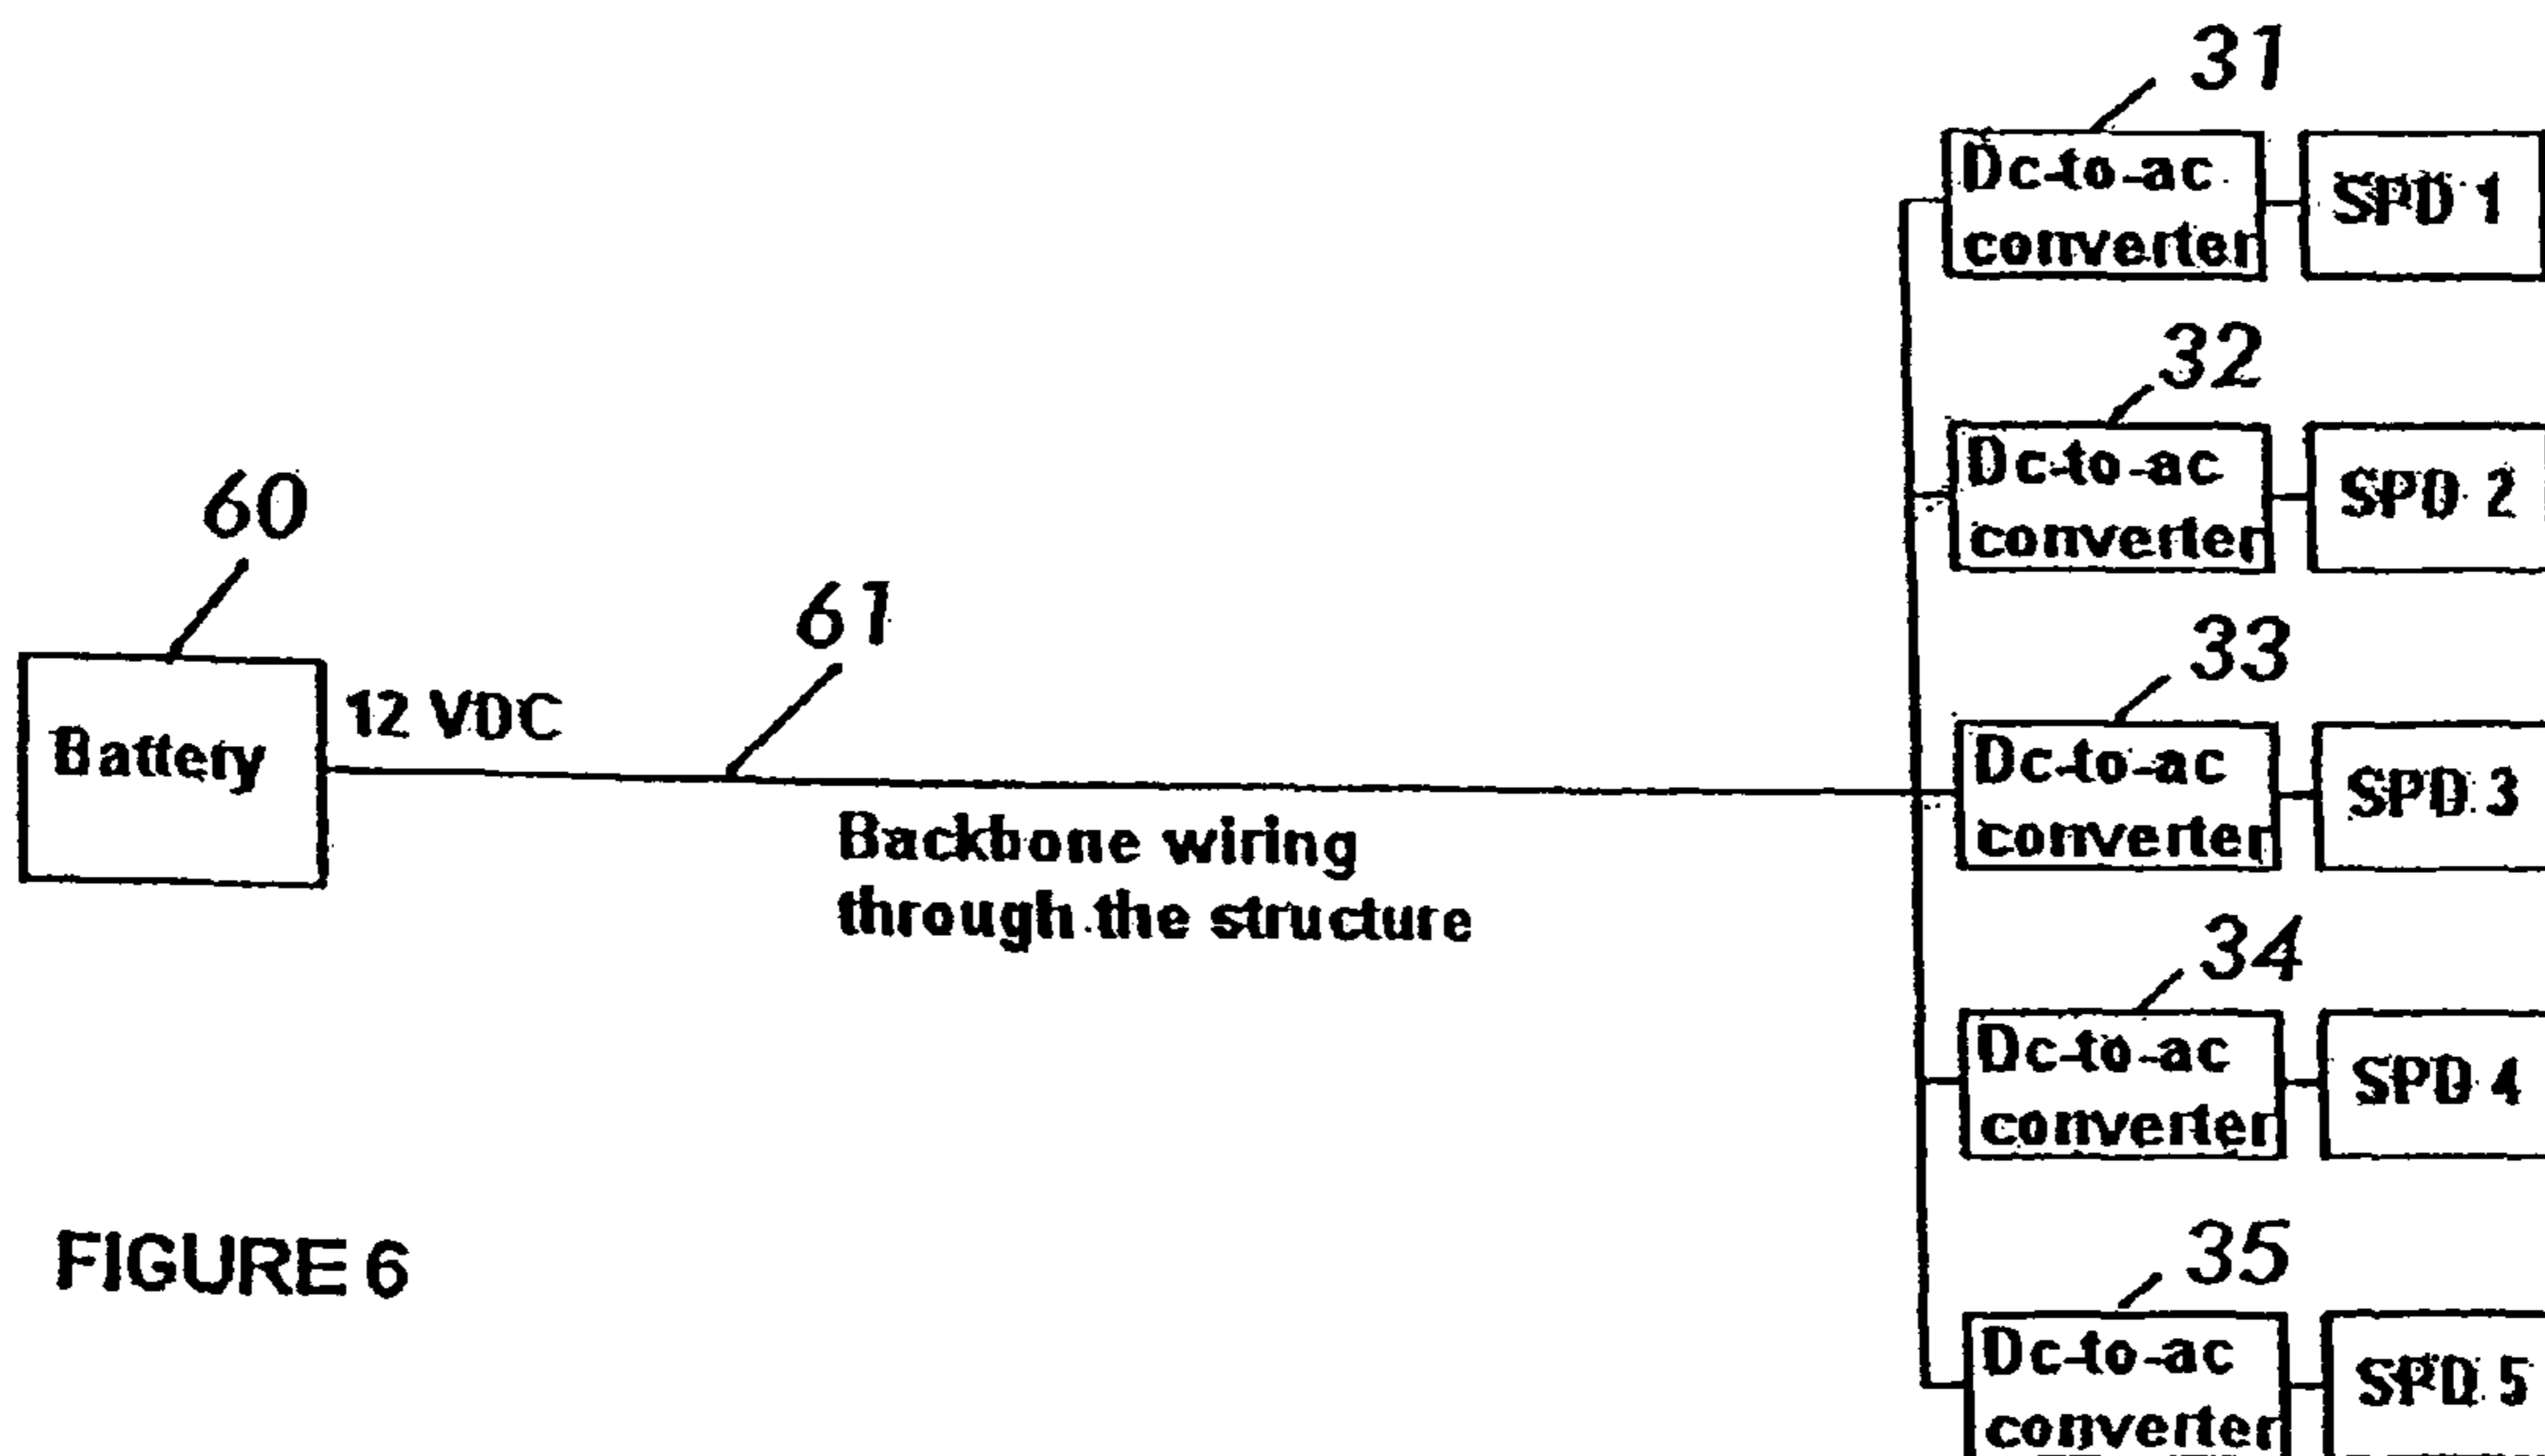 31
Dc-to-ac
converter
SPD 1
32
Dc-to-ac
converter
SPD 2
60
61
33
Battery
12 VDC
Dc-to-ac
converter
SPD 3
Backbone wiring
through the structure
34
Dc-to-ac
converter
SPD 4
FIGURE 6
35
Dc-to-ac
converter
SPD 5